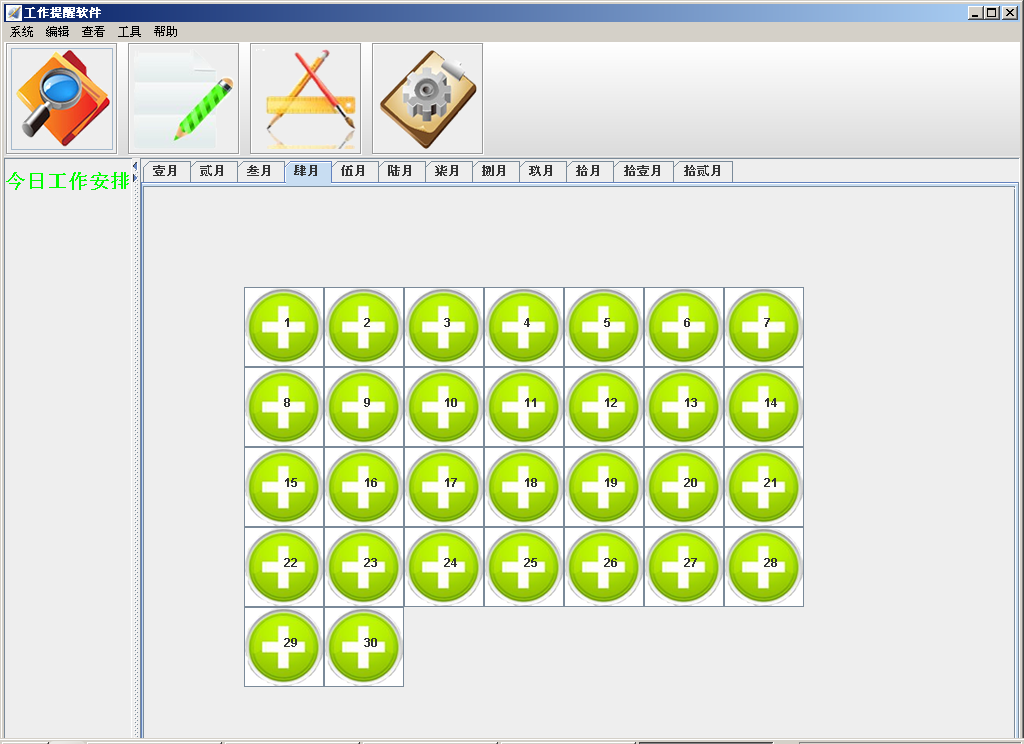 工作提醒软件
系统 编辑 查看 工具 帮助
今日工作安排
壹月 贰月 叁月 肆月 伍月 陆月 柒月 捌月 玖月 拾月 拾壹月 拾贰月
1 2 3 4 5 6 7
8 9 10 11 12 13 14
15 16 17 18 19 20 21
22 23 24 25 26 27 28
29 30